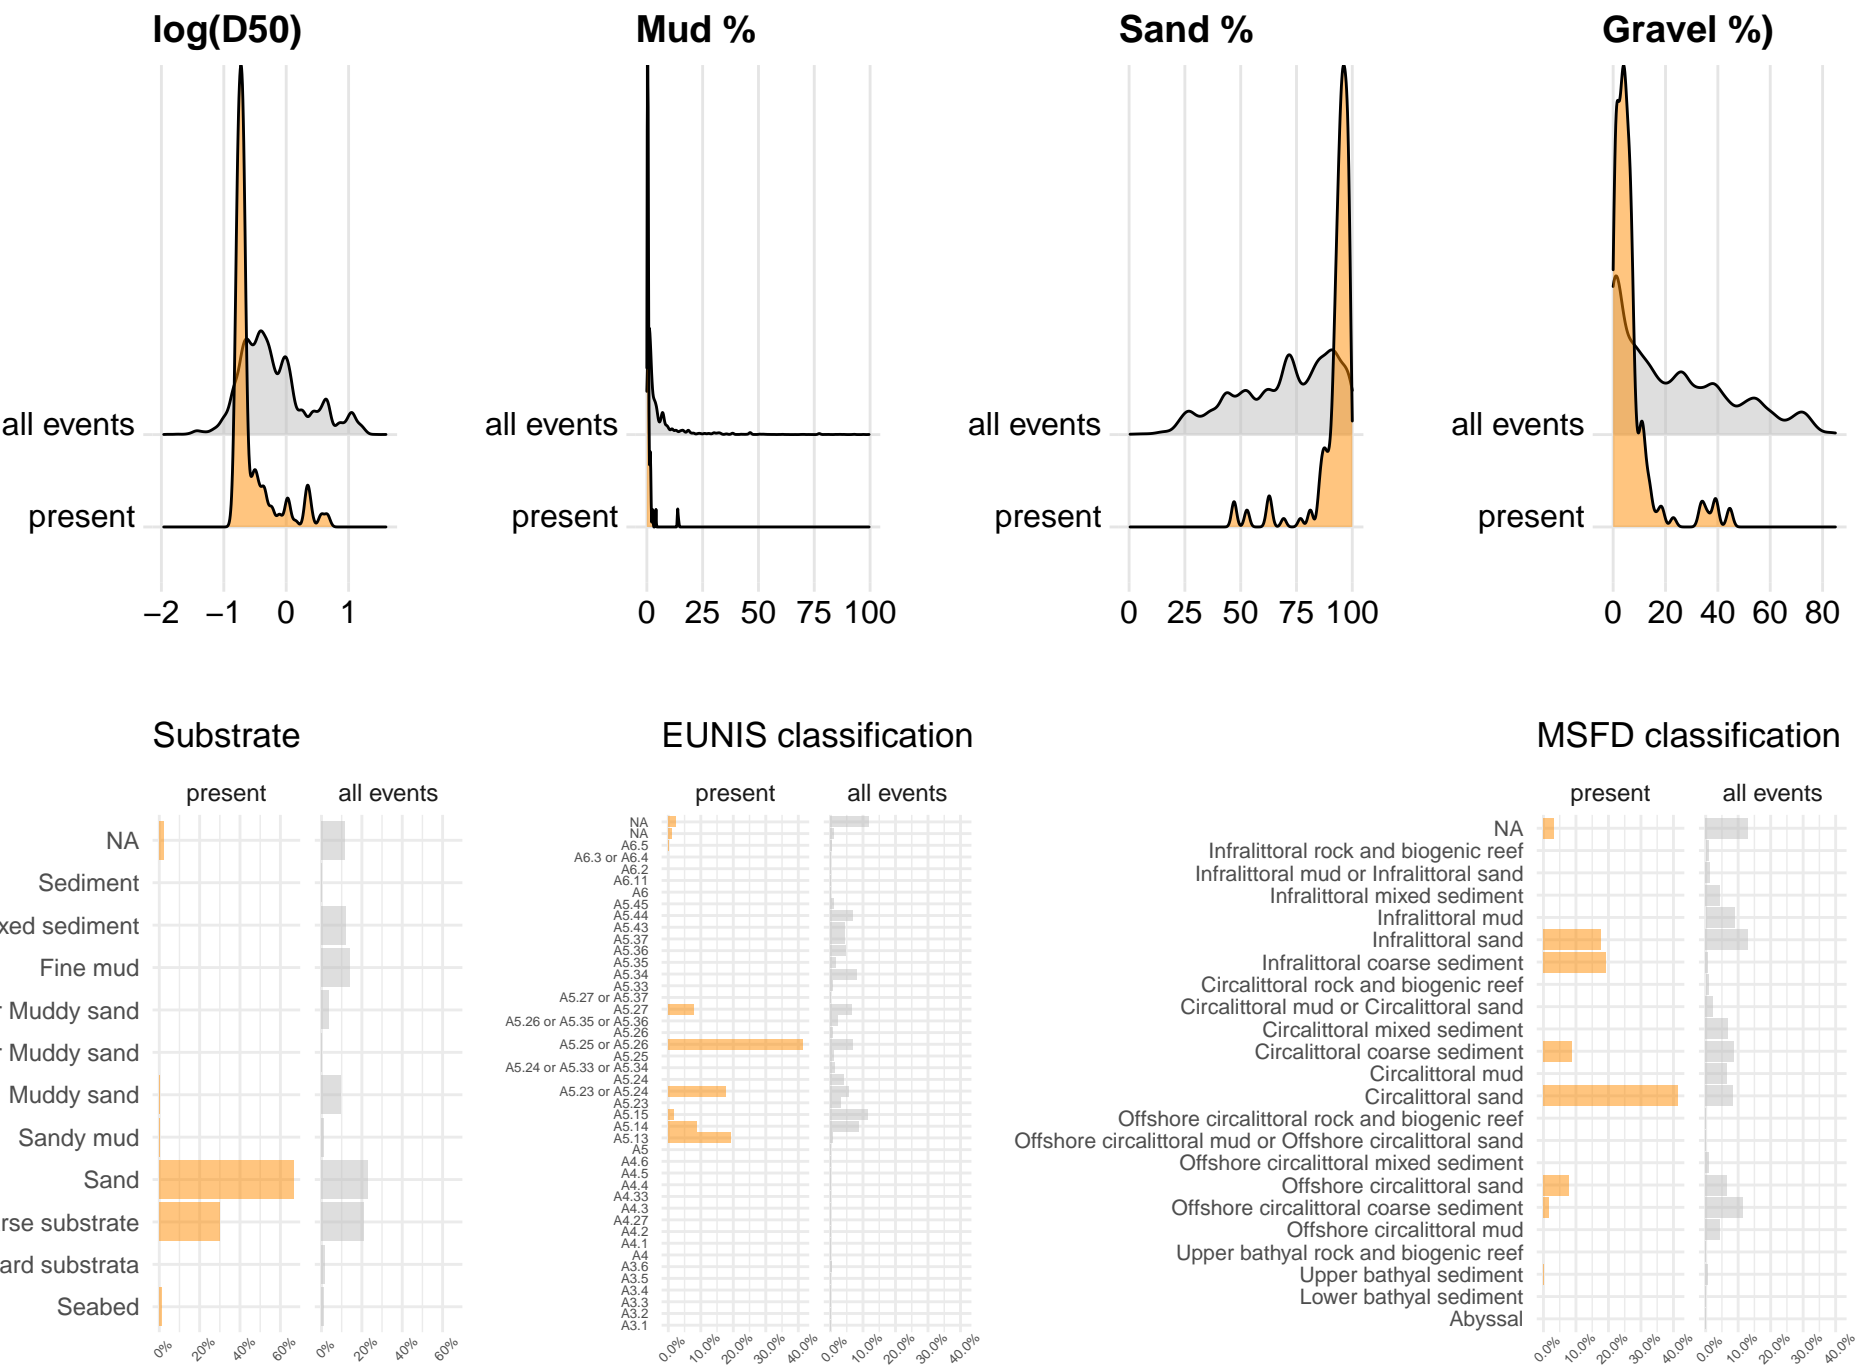 log(D50)
Mud %
Sand %
Gravel %)
all events
present
−2 −1 0 1
all events
present
0 25 50 75 100
all events
present
0 25 50 75 100
all events
present
0 20 40 60 80
Substrate
present all events
NA
Sediment
xed sediment
Fine mud
r Muddy sand
r Muddy sand
Muddy sand
Sandy mud
Sand
rse substrate
ard substrata
Seabed
0% 20% 40% 60% 0% 20% 40% 60%
EUNIS classification
present all events
NA
NA
A6.5
A6.3 or A6.4
A6.2
A6.11
A6
A5.45
A5.44
A5.43
A5.37
A5.36
A5.35
A5.34
A5.33
A5.27 or A5.37
A5.27
A5.26 or A5.35 or A5.36
A5.26
A5.25 or A5.26
A5.25
A5.24 or A5.33 or A5.34
A5.24
A5.23 or A5.24
A5.23
A5.15
A5.14
A5.13
A5
A4.6
A4.5
A4.4
A4.33
A4.3
A4.27
A4.2
A4.1
A4
A3.6
A3.5
A3.4
A3.3
A3.2
A3.1
0.0% 10.0% 20.0% 30.0% 40.0% 0.0% 10.0% 20.0% 30.0% 40.0%
MSFD classification
present all events
NA
Infralittoral rock and biogenic reef
Infralittoral mud or Infralittoral sand
Infralittoral mixed sediment
Infralittoral mud
Infralittoral sand
Infralittoral coarse sediment
Circalittoral rock and biogenic reef
Circalittoral mud or Circalittoral sand
Circalittoral mixed sediment
Circalittoral coarse sediment
Circalittoral mud
Circalittoral sand
Offshore circalittoral rock and biogenic reef
Offshore circalittoral mud or Offshore circalittoral sand
Offshore circalittoral mixed sediment
Offshore circalittoral sand
Offshore circalittoral coarse sediment
Offshore circalittoral mud
Upper bathyal rock and biogenic reef
Upper bathyal sediment
Lower bathyal sediment
Abyssal
0.0% 10.0% 20.0% 30.0% 40.0% 0.0% 10.0% 20.0% 30.0% 40.0%